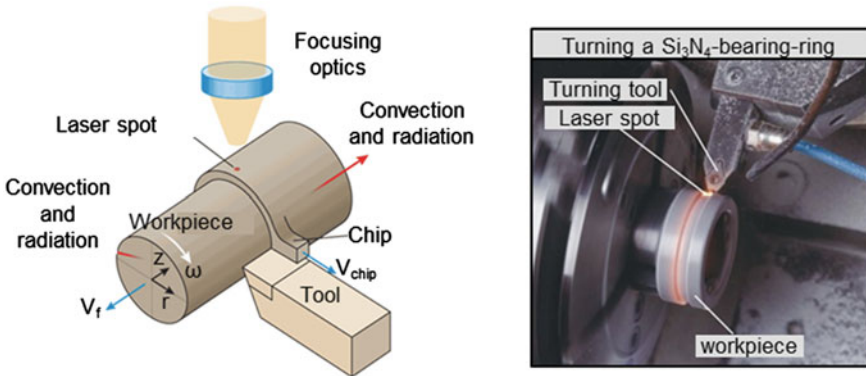 Focusing
optics
Laser spot
Convection
and radiation
Convection
and
radiation
Workpiece
Chip
z
ω
r
V_f
V_chip
Tool
Turning a Si₃N₄-bearing-ring
Turning tool
Laser spot
workpiece